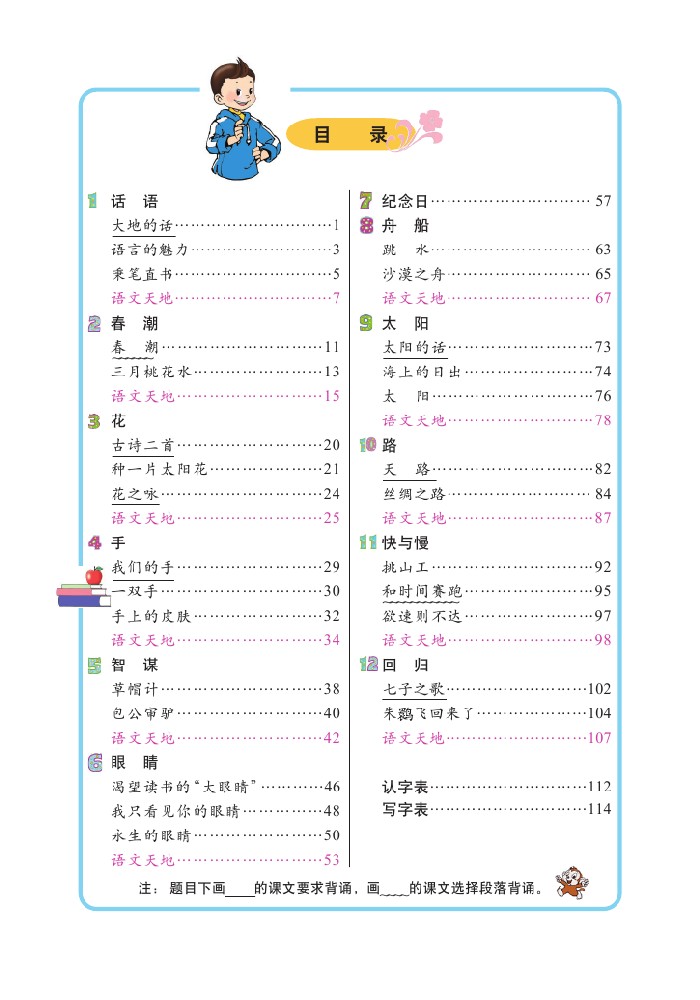 目 录
1 话 语
大地的话…………………………1
语言的魅力………………………3
乘笔直书…………………………5
语文天地…………………………7
2 春 潮
春 潮…………………………11
三月桃花水……………………13
语文天地………………………15
3 花
古诗二首………………………20
种一片太阳花…………………21
花之咏…………………………24
语文天地………………………25
4 手
我们的手………………………29
一双手…………………………30
手上的皮肤……………………32
语文天地………………………34
5 智 谋
草帽计…………………………38
包公审驴………………………40
语文天地………………………42
6 眼 睛
渴望读书的“大眼睛”…………46
我只看见你的眼睛……………48
永生的眼睛……………………50
语文天地………………………53
7 纪念日…………………………57
8 舟 船
跳 水…………………………63
沙漠之舟………………………65
语文天地………………………67
9 太 阳
太阳的话………………………73
海上的日出……………………74
太 阳…………………………76
语文天地………………………78
10 路
天 路…………………………82
丝绸之路………………………84
语文天地………………………87
11 快与慢
挑山工…………………………92
和时间赛跑……………………95
欲速则不达……………………97
语文天地………………………98
12 回 归
七子之歌………………………102
朱鹮飞回来了…………………104
语文天地………………………107
认字表…………………………112
写字表…………………………114
注： 题目下画____的课文要求背诵，画﹏﹏的课文选择段落背诵。